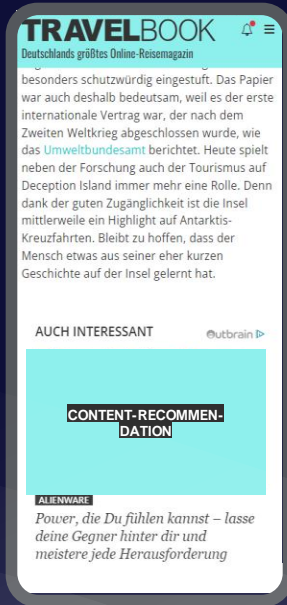 TRAVELBOOK
Deutschlands größtes Online-Reisemagazin
besonders schutzwürdig eingestuft. Das Papier
war auch deshalb bedeutsam, weil es der erste
internationale Vertrag war, der nach dem
Zweiten Weltkrieg abgeschlossen wurde, wie
das Umweltbundesamt berichtet. Heute spielt
neben der Forschung auch der Tourismus auf
Deception Island immer mehr eine Rolle. Denn
dank der guten Zugänglichkeit ist die Insel
mittlerweile ein Highlight auf Antarktis-
Kreuzfahrten. Bleibt zu hoffen, dass der
Mensch etwas aus seiner eher kurzen
Geschichte auf der Insel gelernt hat.
AUCH INTERESSANT
Outbrain
CONTENT-RECOMMEN-
DATION
ALIENWARE
Power, die Du fühlen kannst – lasse
deine Gegner hinter dir und
meistere jede Herausforderung